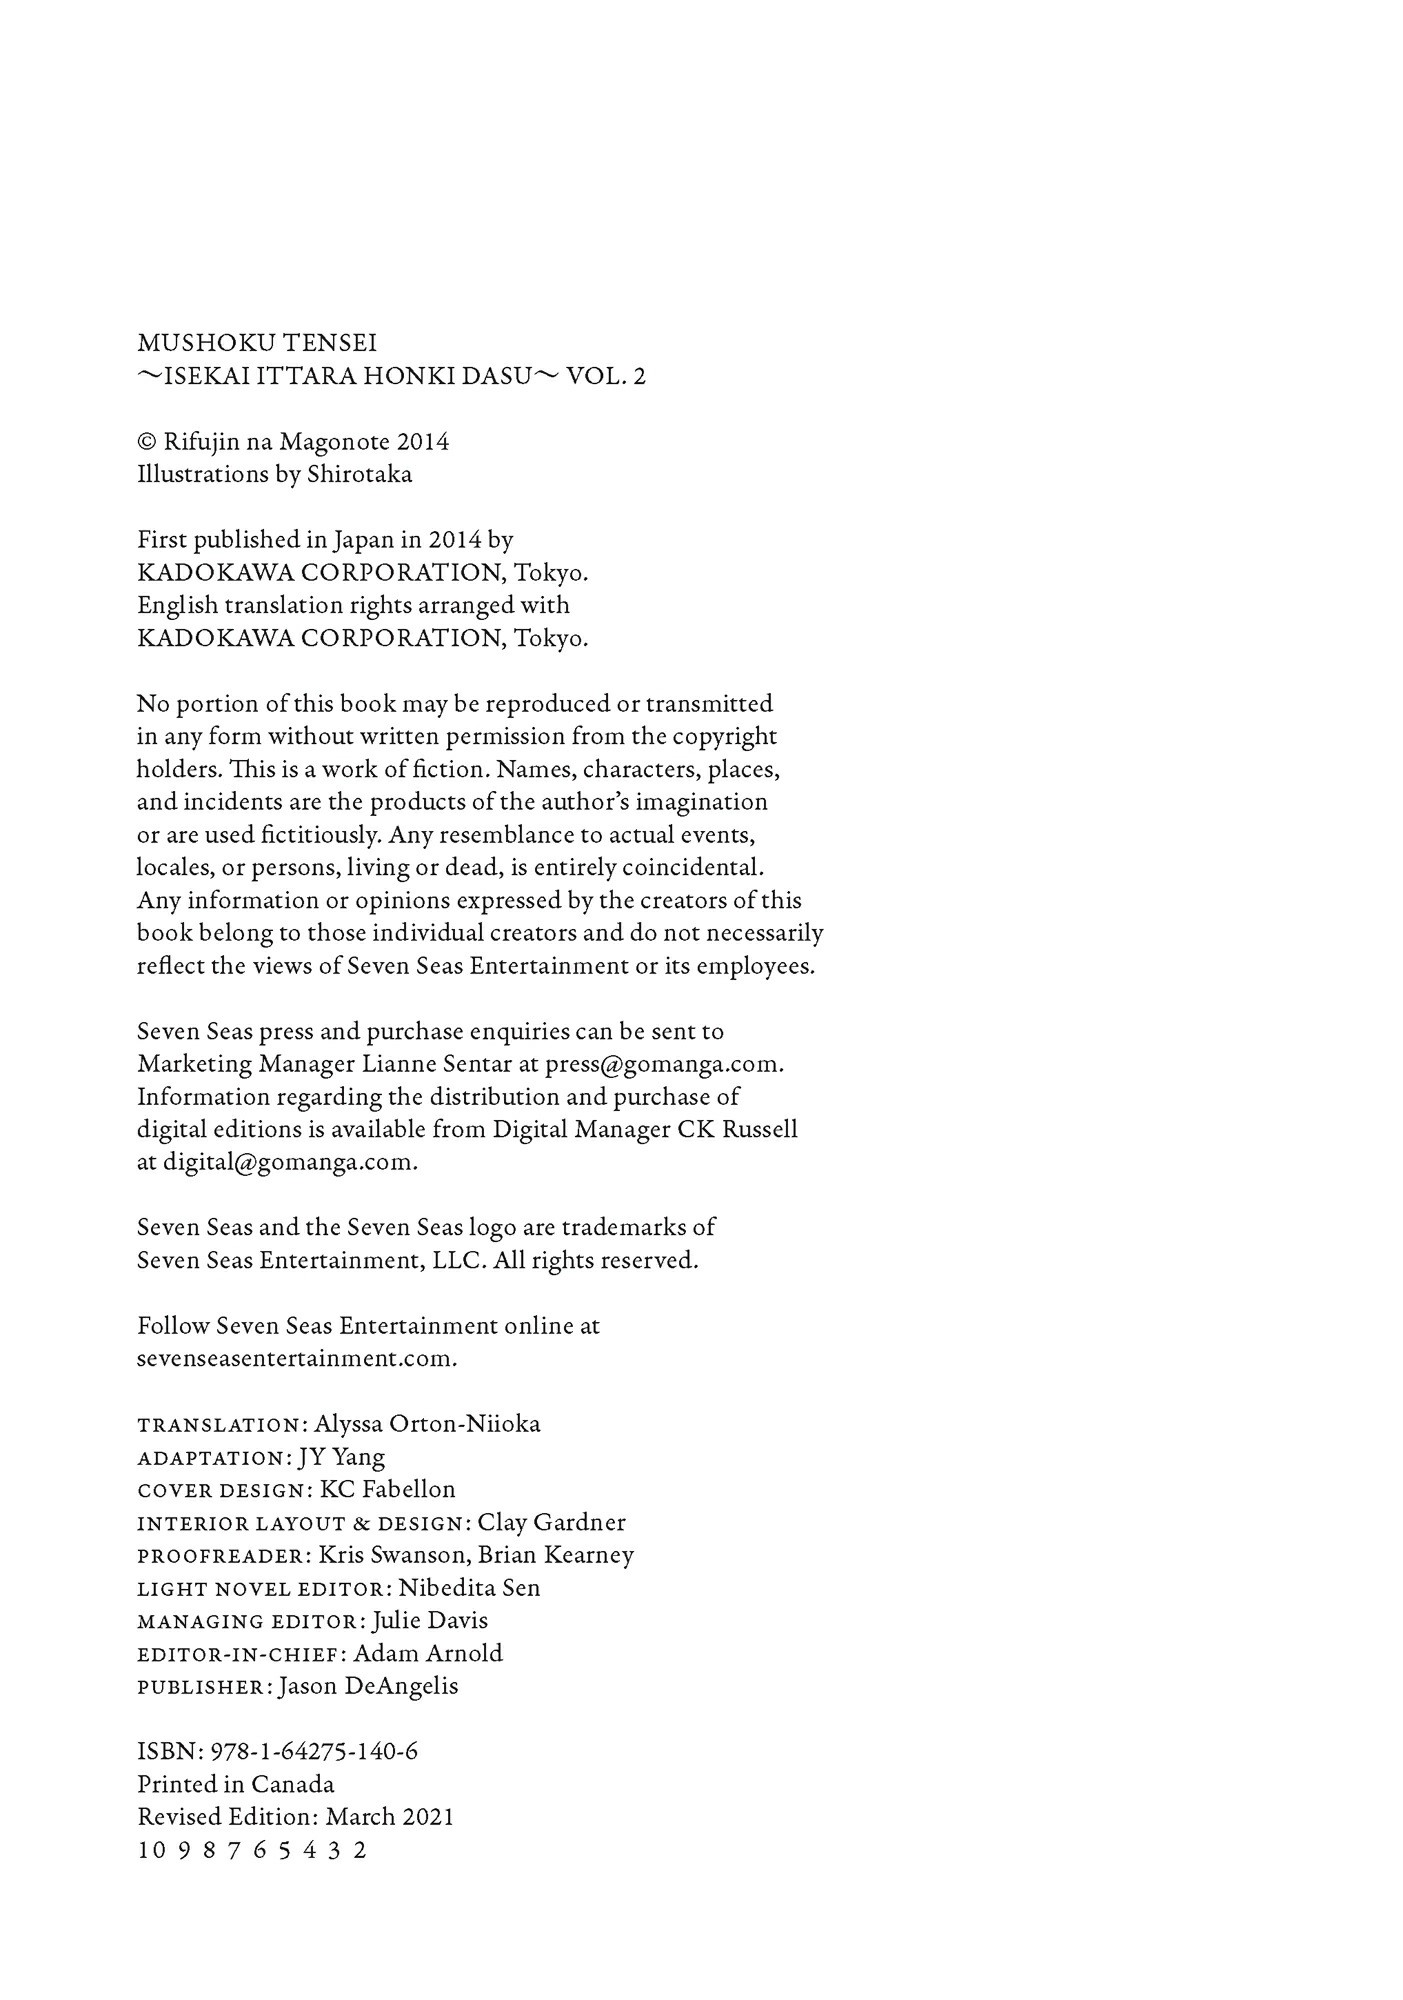 MUSHOKU TENSEI
～ISEKAI ITTARA HONKI DASU～ VOL. 2
© Rifujin na Magonote 2014
Illustrations by Shirotaka
First published in Japan in 2014 by
KADOKAWA CORPORATION, Tokyo.
English translation rights arranged with
KADOKAWA CORPORATION, Tokyo.
No portion of this book may be reproduced or transmitted
in any form without written permission from the copyright
holders. This is a work of fiction. Names, characters, places,
and incidents are the products of the author’s imagination
or are used fictitiously. Any resemblance to actual events,
locales, or persons, living or dead, is entirely coincidental.
Any information or opinions expressed by the creators of this
book belong to those individual creators and do not necessarily
reflect the views of Seven Seas Entertainment or its employees.
Seven Seas press and purchase enquiries can be sent to
Marketing Manager Lianne Sentar at press@gomanga.com.
Information regarding the distribution and purchase of
digital editions is available from Digital Manager CK Russell
at digital@gomanga.com.
Seven Seas and the Seven Seas logo are trademarks of
Seven Seas Entertainment, LLC. All rights reserved.
Follow Seven Seas Entertainment online at
sevenseasentertainment.com.
TRANSLATION: Alyssa Orton-Niioka
ADAPTATION: JY Yang
COVER DESIGN: KC Fabellon
INTERIOR LAYOUT & DESIGN: Clay Gardner
PROOFREADER: Kris Swanson, Brian Kearney
LIGHT NOVEL EDITOR: Nibedita Sen
MANAGING EDITOR: Julie Davis
EDITOR-IN-CHIEF: Adam Arnold
PUBLISHER: Jason DeAngelis
ISBN: 978-1-64275-140-6
Printed in Canada
Revised Edition: March 2021
10 9 8 7 6 5 4 3 2